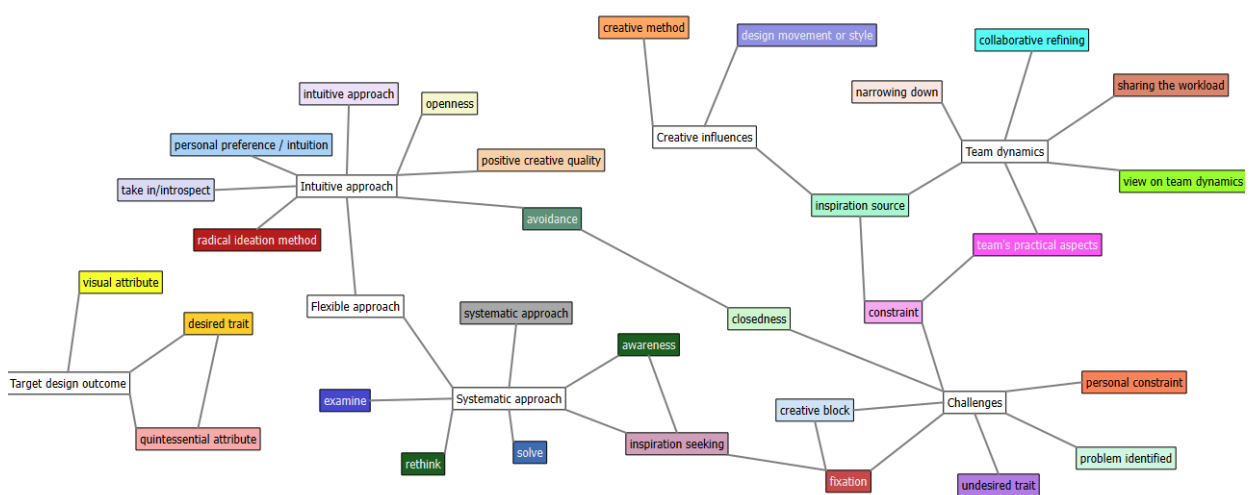 creative method
design movement or style
collaborative refining
sharing the workload
narrowing down
intuitive approach
openness
personal preference / intuition
Creative influences
Team dynamics
positive creative quality
take in/introspect
Intuitive approach
view on team dynamics
inspiration source
avoidance
radical ideation method
team's practical aspects
visual attribute
Flexible approach
systematic approach
closedness
constraint
desired trait
awareness
Target design outcome
personal constraint
examine
Systematic approach
creative block
Challenges
quintessential attribute
inspiration seeking
solve
rethink
problem identified
fixation
undesired trait